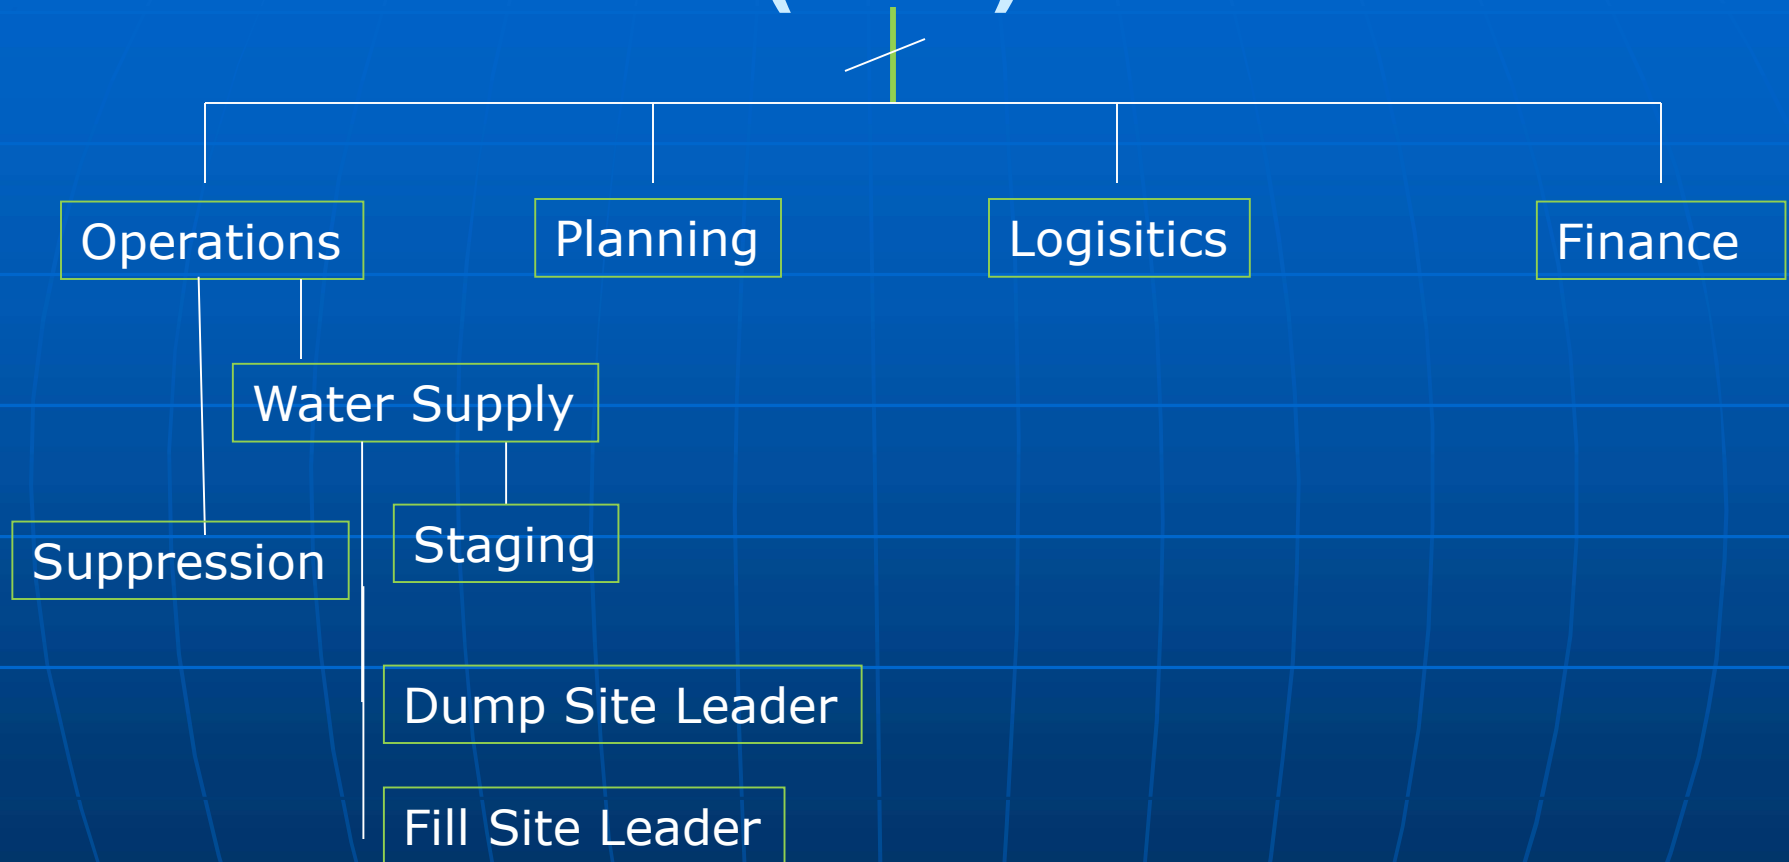 Operations
Planning
Logisitics
Finance
Water Supply
Suppression
Staging
Dump Site Leader
Fill Site Leader